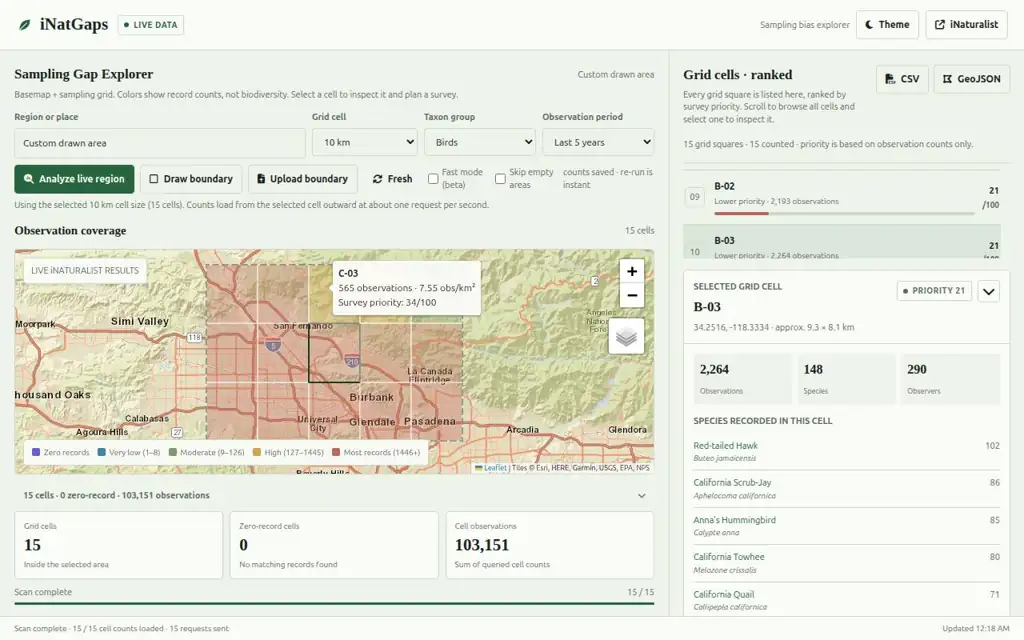 iNatGaps
LIVE DATA
Sampling bias explorer
Theme
iNaturalist
Sampling Gap Explorer
Custom drawn area
Basemap + sampling grid. Colors show record counts, not biodiversity. Select a cell to inspect it and plan a survey.
Region or place
Grid cell
Taxon group
Observation period
Custom drawn area
10 km
Birds
Last 5 years
Analyze live region
Draw boundary
Upload boundary
Fresh
Fast mode
(beta)
Skip empty
areas
counts saved · re-run is
instant
Using the selected 10 km cell size (15 cells). Counts load from the selected cell outward at about one request per second.
Observation coverage
15 cells
LIVE iNATURALIST RESULTS
C-03
565 observations · 7.55 obs/km²
Survey priority: 34/100
+
−
2
Angeles
Moorpark
Simi Valley
118
San Fernando
5
210
La Canada
Flintridge
housand Oaks
Burbank
Calabasas
Universal
City
Glendale
Pasadena
Agoura Hills
27
Arcadia
Glendora
Zero records
Very low (1–8)
Moderate (9–126)
High (127–1445)
Most records (1446+)
Leaflet | Tiles © Esri, HERE, Garmin, USGS, EPA, NPS
15 cells · 0 zero-record · 103,151 observations
Grid cells
15
Inside the selected area
Zero-record cells
0
No matching records found
Cell observations
103,151
Sum of queried cell counts
Scan complete
15 / 15
Grid cells · ranked
CSV
GeoJSON
Every grid square is listed here, ranked by
survey priority. Scroll to browse all cells and
select one to inspect it.
15 grid squares · 15 counted · priority is based on observation counts only.
09
B-02
Lower priority · 2,193 observations
21
/100
10
B-03
Lower priority · 2,264 observations
21
/100
SELECTED GRID CELL
PRIORITY 21
B-03
34.2516, -118.3334 · approx. 9.3 × 8.1 km
2,264
Observations
148
Species
290
Observers
SPECIES RECORDED IN THIS CELL
Red-tailed Hawk
Buteo jamaicensis
102
California Scrub-Jay
Aphelocoma californica
86
Anna's Hummingbird
Calypte anna
85
California Towhee
Melozone crissalis
80
California Quail
Callipepla californica
71
Scan complete · 15 / 15 cell counts loaded · 15 requests sent
Updated 12:18 AM